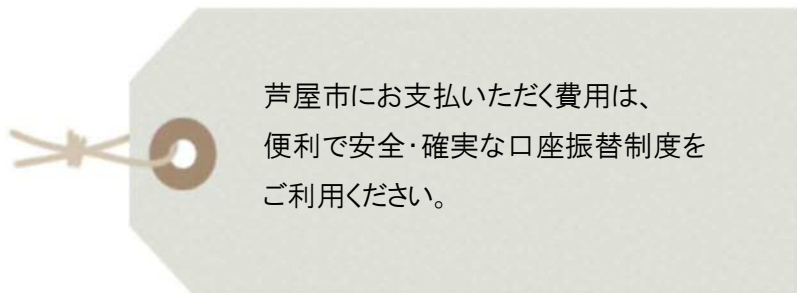 芦屋市にお支払いただく費用は、
便利で安全･確実な口座振替制度を
ご利用ください。